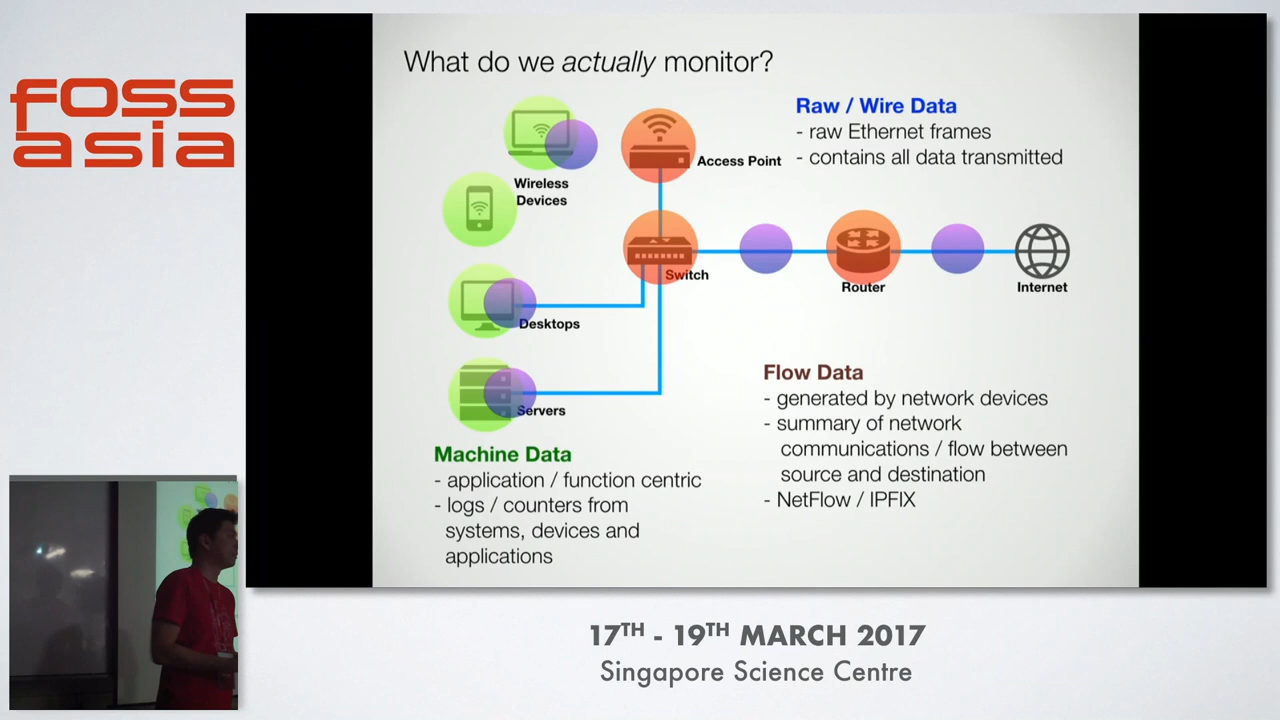 foss
asia
What do we actually monitor?
Raw / Wire Data
- raw Ethernet frames
- contains all data transmitted
Access Point
Wireless
Devices
Switch
Router
Internet
Desktops
Servers
Machine Data
- application / function centric
- logs / counters from
systems, devices and
applications
Flow Data
- generated by network devices
- summary of network
communications / flow between
source and destination
- NetFlow / IPFIX
17TH - 19TH MARCH 2017
Singapore Science Centre